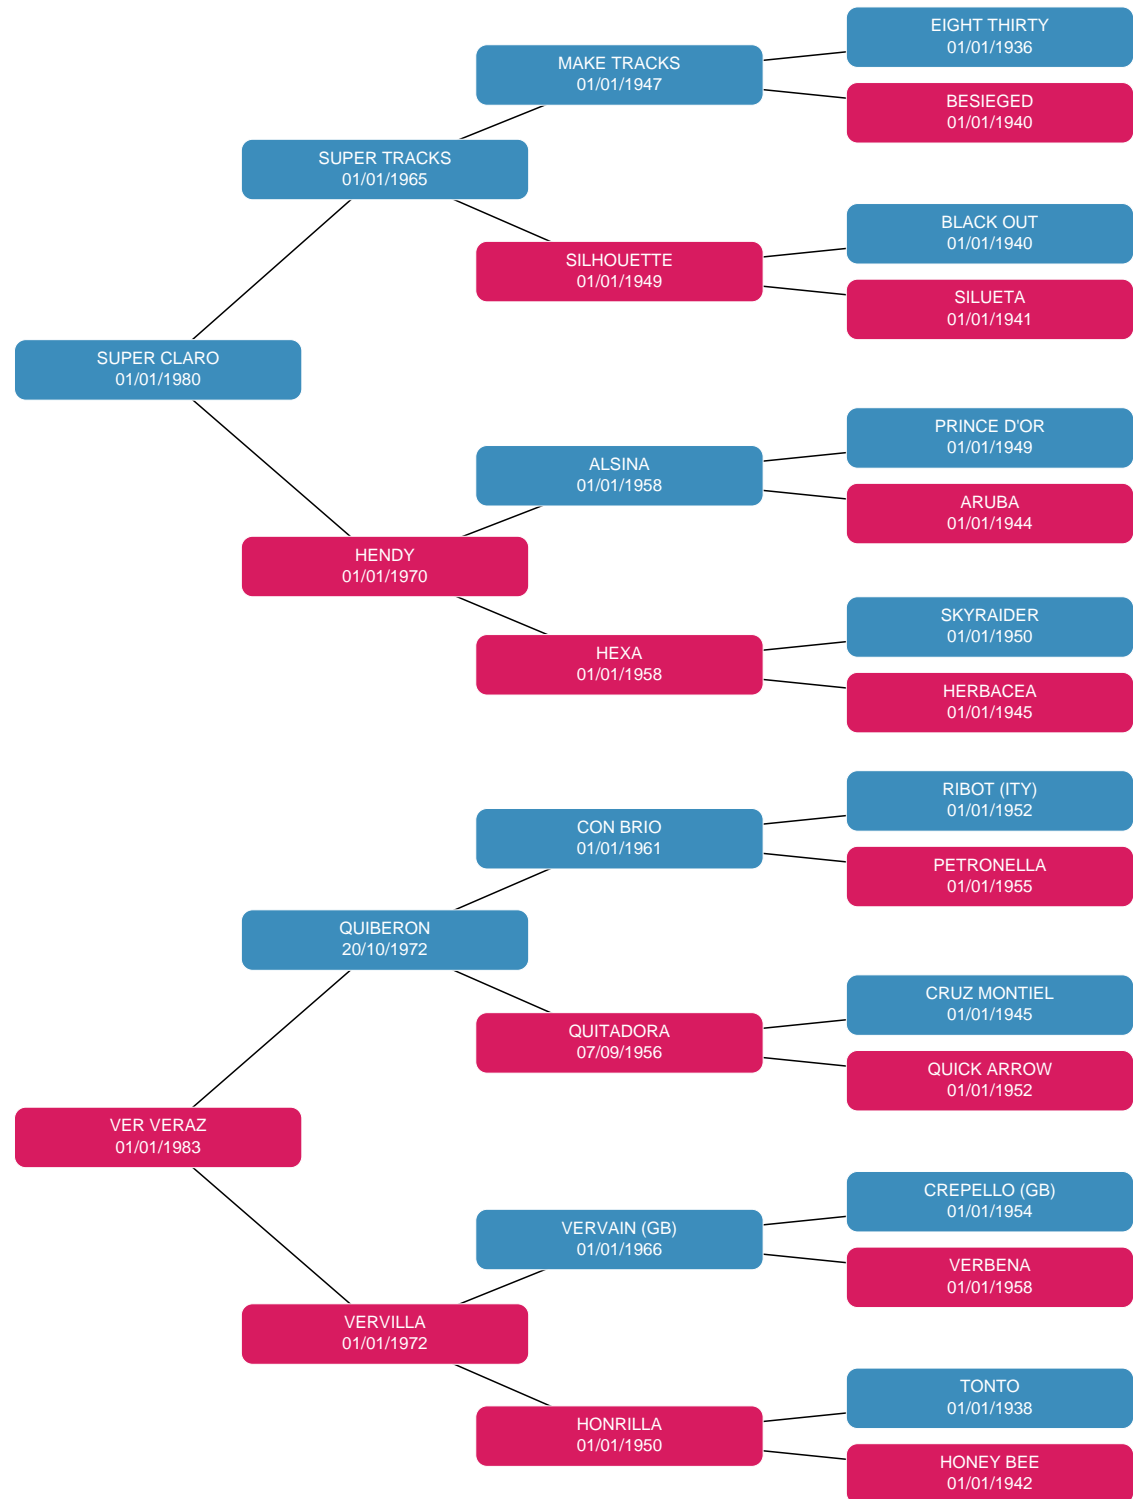 EIGHT THIRTY
01/01/1936
MAKE TRACKS
01/01/1947
BESIEGED
01/01/1940
SUPER TRACKS
01/01/1965
BLACK OUT
01/01/1940
SILHOUETTE
01/01/1949
SILUETA
01/01/1941
SUPER CLARO
01/01/1980
PRINCE D'OR
01/01/1949
ALSINA
01/01/1958
ARUBA
01/01/1944
HENDY
01/01/1970
SKYRAIDER
01/01/1950
HEXA
01/01/1958
HERBACEA
01/01/1945
RIBOT (ITY)
01/01/1952
CON BRIO
01/01/1961
PETRONELLA
01/01/1955
QUIBERON
20/10/1972
CRUZ MONTIEL
01/01/1945
QUITADORA
07/09/1956
QUICK ARROW
01/01/1952
VER VERAZ
01/01/1983
CREPELLO (GB)
01/01/1954
VERVAIN (GB)
01/01/1966
VERBENA
01/01/1958
VERVILLA
01/01/1972
TONTO
01/01/1938
HONRILLA
01/01/1950
HONEY BEE
01/01/1942